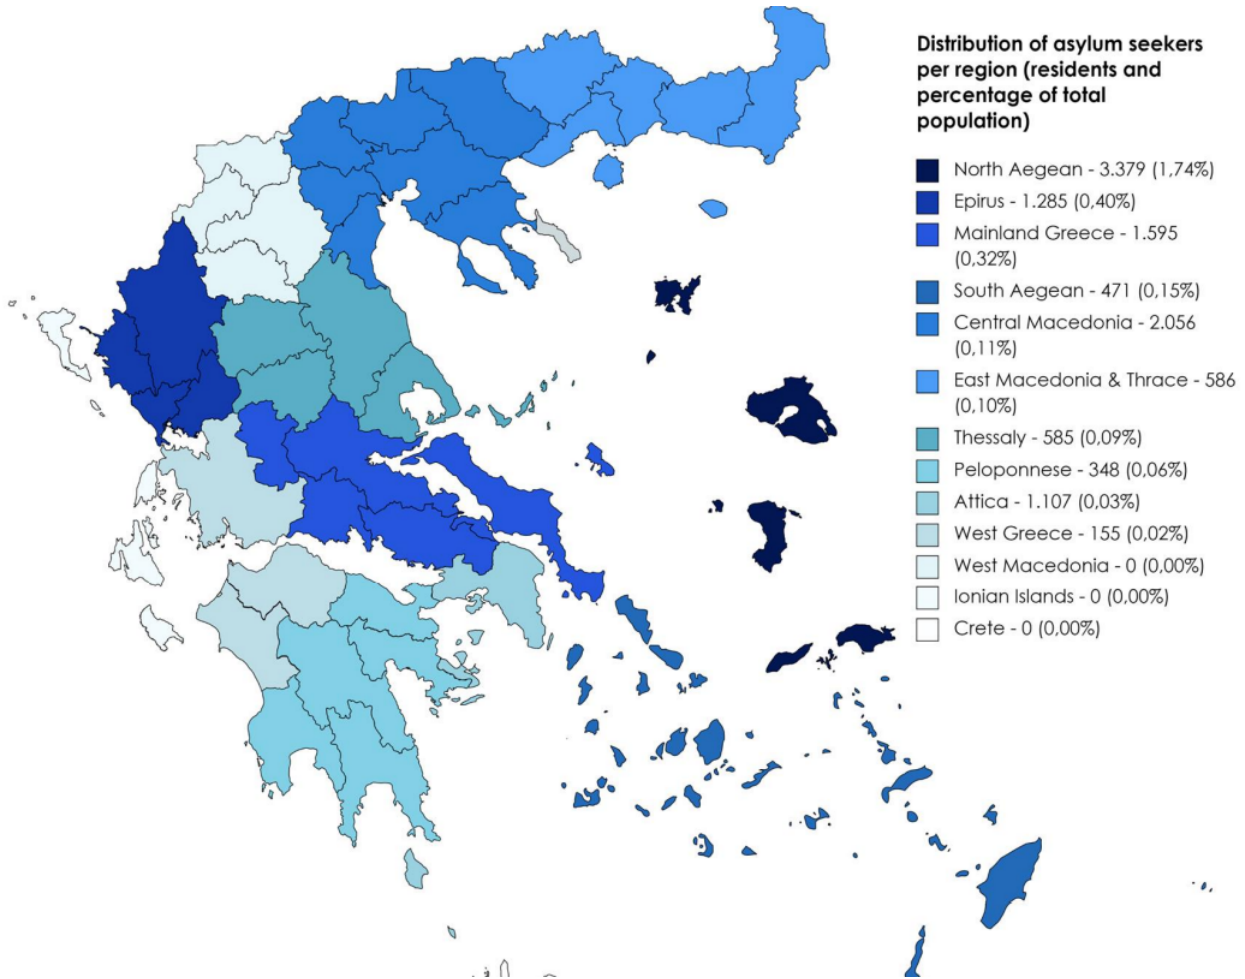 Distribution of asylum seekers
per region (residents and
percentage of total
population)
North Aegean - 3.379 (1,74%)
Epirus - 1.285 (0,40%)
Mainland Greece - 1.595
(0,32%)
South Aegean - 471 (0,15%)
Central Macedonia - 2.056
(0,11%)
East Macedonia & Thrace - 586
(0,10%)
Thessaly - 585 (0,09%)
Peloponnese - 348 (0,06%)
Attica - 1.107 (0,03%)
West Greece - 155 (0,02%)
West Macedonia - 0 (0,00%)
Ionian Islands - 0 (0,00%)
Crete - 0 (0,00%)